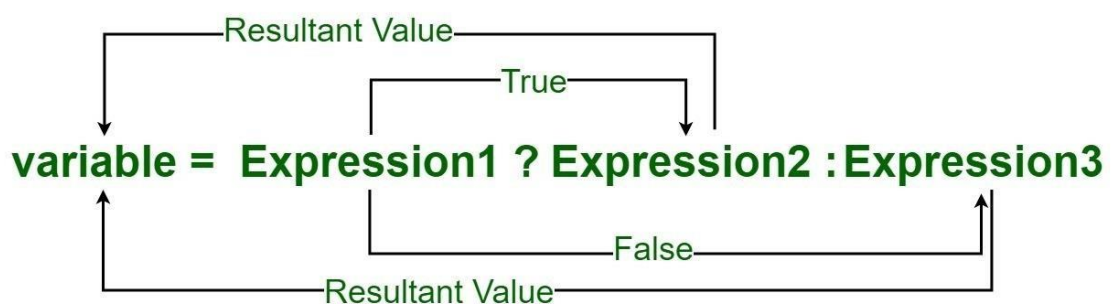 Resultant Value
True
variable = Expression1 ? Expression2 : Expression3
False
Resultant Value